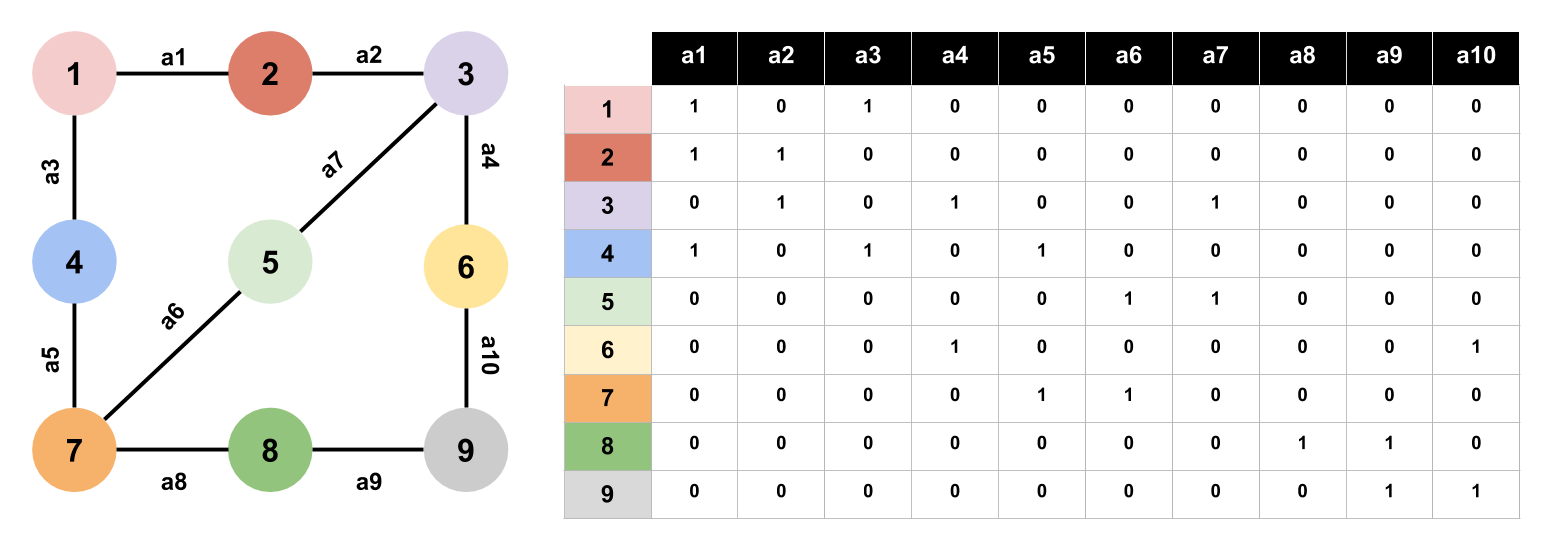 1 a1 2 a2 3
a3 a7 a4
4 5 6
a5 a6 a10
7 a8 8 a9 9
a1 a2 a3 a4 a5 a6 a7 a8 a9 a10
1 1 0 1 0 0 0 0 0 0 0
2 1 1 0 0 0 0 0 0 0 0
3 0 1 0 1 0 0 1 0 0 0
4 1 0 1 0 1 0 0 0 0 0
5 0 0 0 0 0 1 1 0 0 0
6 0 0 0 1 0 0 0 0 0 1
7 0 0 0 0 1 1 0 0 0 0
8 0 0 0 0 0 0 0 1 1 0
9 0 0 0 0 0 0 0 0 1 1